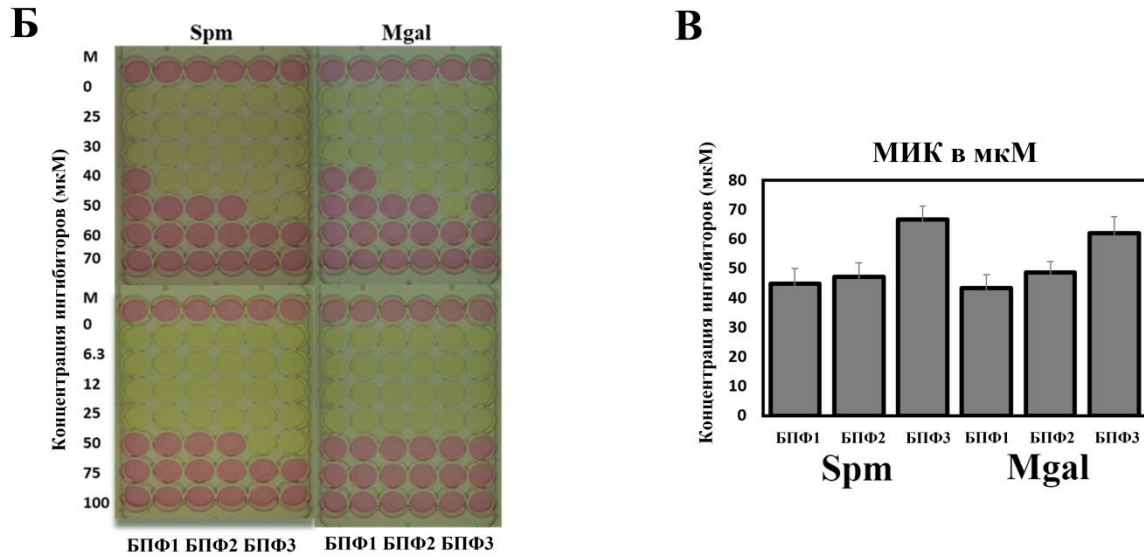 Б
Spm Mgal
Концентрация ингибиторов (мкМ)
М
0
25
30
40
50
60
70
М
0
6.3
12
25
50
75
100
БПФ1 БПФ2 БПФ3 БПФ1 БПФ2 БПФ3
В
МИК в мкМ
Концентрация ингибиторов (мкМ)
80
70
60
50
40
30
20
10
0
БПФ1 БПФ2 БПФ3 БПФ1 БПФ2 БПФ3
Spm Mgal